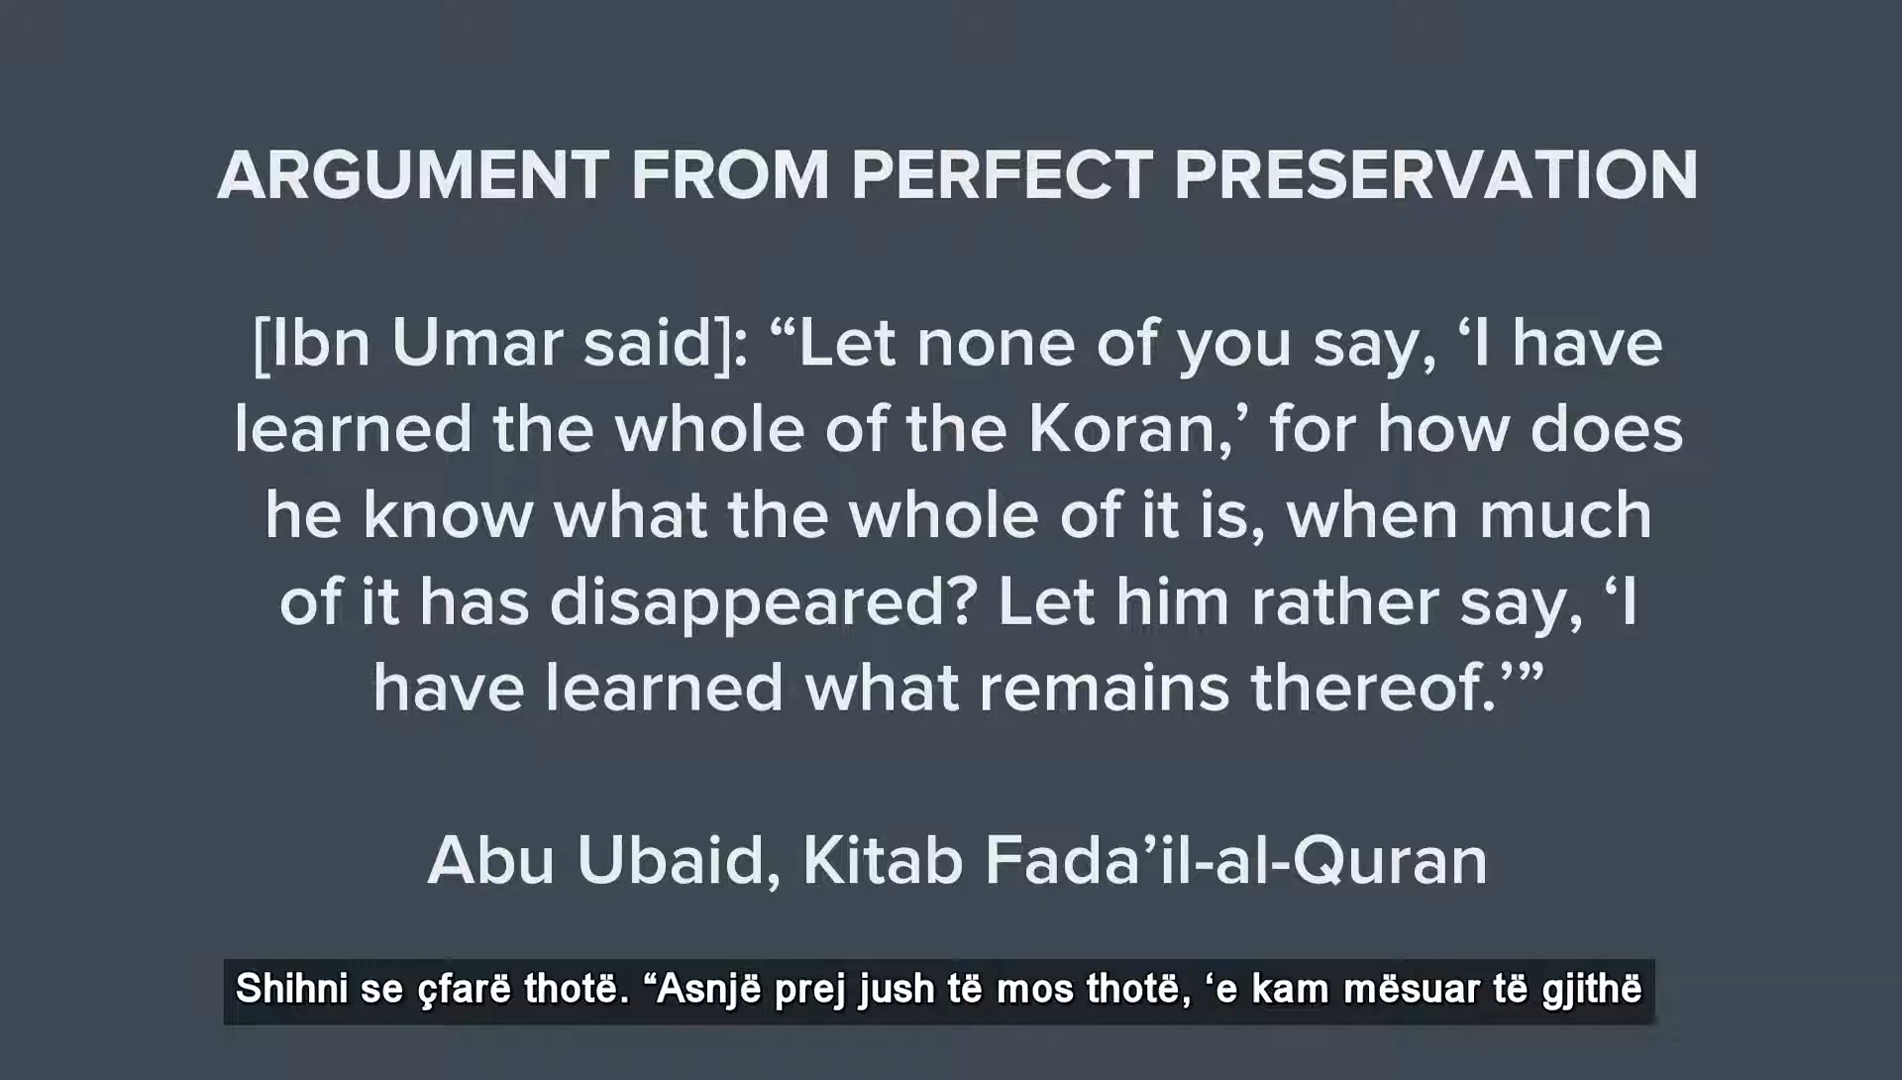 ARGUMENT FROM PERFECT PRESERVATION
[Ibn Umar said]: “Let none of you say, ‘I have
learned the whole of the Koran,’ for how does
he know what the whole of it is, when much
of it has disappeared? Let him rather say, ‘I
have learned what remains thereof.’”
Abu Ubaid, Kitab Fada’il-al-Quran
Shihni se çfarë thotë. “Asnjë prej jush të mos thotë, ‘e kam mësuar të gjithë